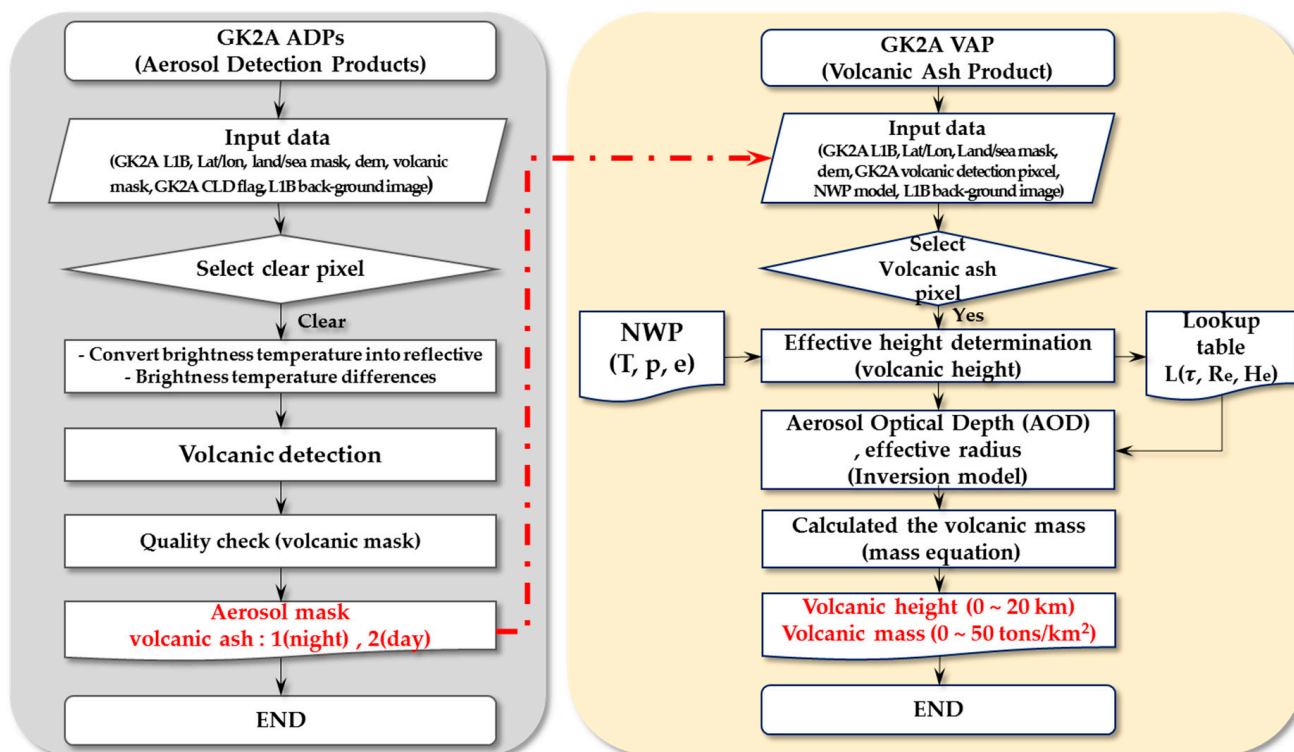 GK2A ADPs
(Aerosol Detection Products)
Input data
(GK2A L1B, Lat/lon, land/sea mask, dem, volcanic
mask, GK2A CLD flag, L1B back-ground image)
Select clear pixel
Clear
- Convert brightness temperature into reflective
- Brightness temperature differences
Volcanic detection
Quality check (volcanic mask)
Aerosol mask
volcanic ash : 1(night) , 2(day)
END
GK2A VAP
(Volcanic Ash Product)
Input data
(GK2A L1B, Lat/Lon, Land/sea mask,
dem, GK2A volcanic detection pixcel,
NWP model, L1B back-ground image)
Select
Volcanic ash
pixel
Yes
NWP
(T, p, e)
Effective height determination
(volcanic height)
Lookup
table
L(τ, Re, He)
Aerosol Optical Depth (AOD)
, effective radius
(Inversion model)
Calculated the volcanic mass
(mass equation)
Volcanic height (0 ~ 20 km)
Volcanic mass (0 ~ 50 tons/km²)
END